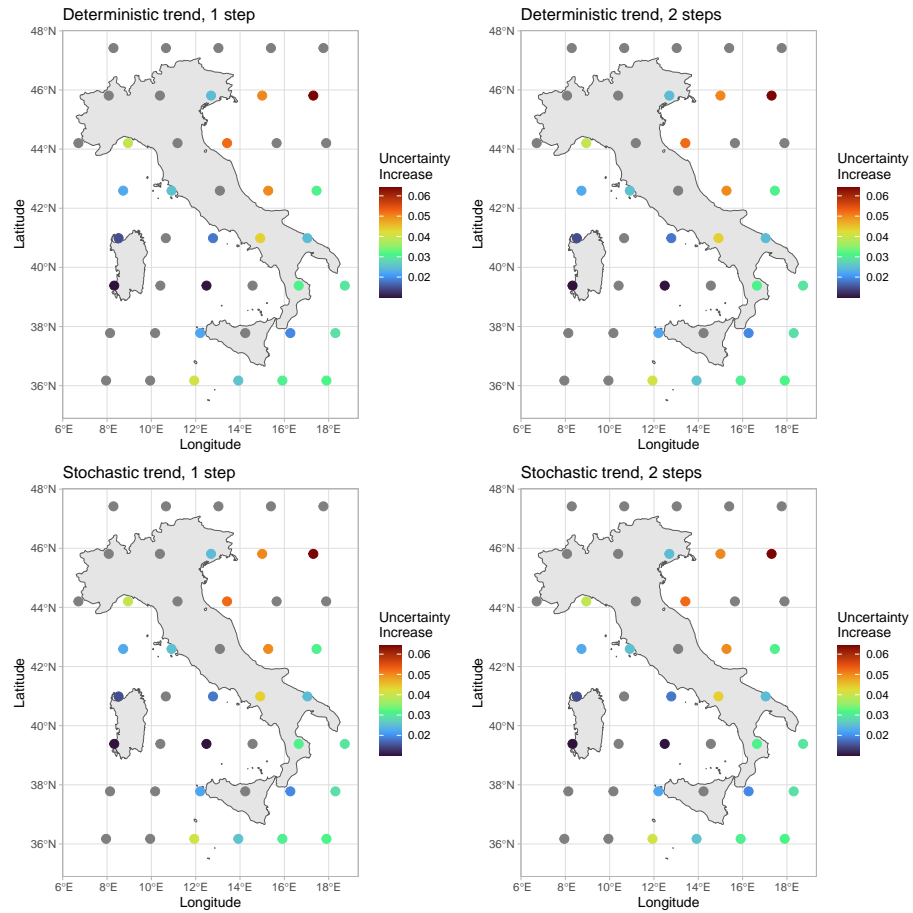 Deterministic trend, 1 step
48°N
46°N
44°N
42°N
40°N
38°N
36°N
Latitude
6°E 8°E 10°E 12°E 14°E 16°E 18°E
Longitude
Uncertainty
Increase
0.06
0.05
0.04
0.03
0.02
Deterministic trend, 2 steps
48°N
46°N
44°N
42°N
40°N
38°N
36°N
Latitude
6°E 8°E 10°E 12°E 14°E 16°E 18°E
Longitude
Uncertainty
Increase
0.06
0.05
0.04
0.03
0.02
Stochastic trend, 1 step
48°N
46°N
44°N
42°N
40°N
38°N
36°N
Latitude
6°E 8°E 10°E 12°E 14°E 16°E 18°E
Longitude
Uncertainty
Increase
0.06
0.05
0.04
0.03
0.02
Stochastic trend, 2 steps
48°N
46°N
44°N
42°N
40°N
38°N
36°N
Latitude
6°E 8°E 10°E 12°E 14°E 16°E 18°E
Longitude
Uncertainty
Increase
0.06
0.05
0.04
0.03
0.02